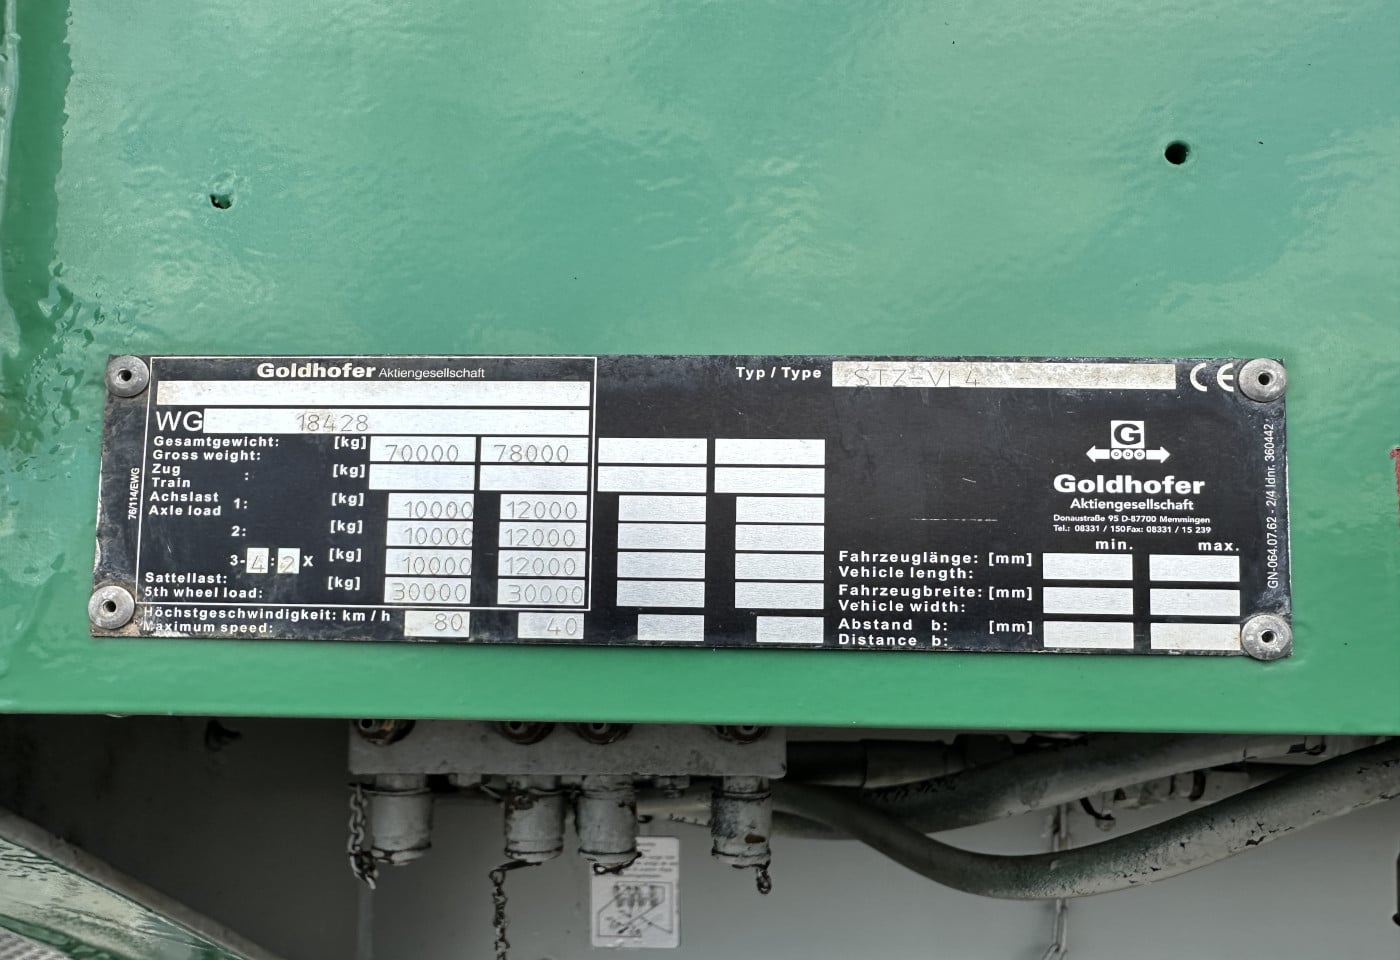 Goldhofer Aktiengesellschaft
Typ / Type STZ-VL4 CE
0
WG 18428
Gesamtgewicht: [kg]
Gross weight: 70000 78000
Zug [kg]
Train :
Achslast 1: [kg]
Axle load 10000 12000
2: [kg] 10000 12000
3-4:2 x [kg] 10000 12000
Sattellast: [kg]
5th wheel load: 30000 30000
Höchstgeschwindigkeit: km / h
Maximum speed: 80 40
76/114/EWG
G
Goldhofer
Aktiengesellschaft
Donaustraße 95 D-87700 Memmingen
Tel.: 08331 / 150 Fax: 08331 / 15 239
min. max.
Fahrzeuglänge: [mm]
Vehicle length:
Fahrzeugbreite: [mm]
Vehicle width:
Abstand b: [mm]
Distance b:
GN-064.07.62 - 2/4 Idnr. 360442